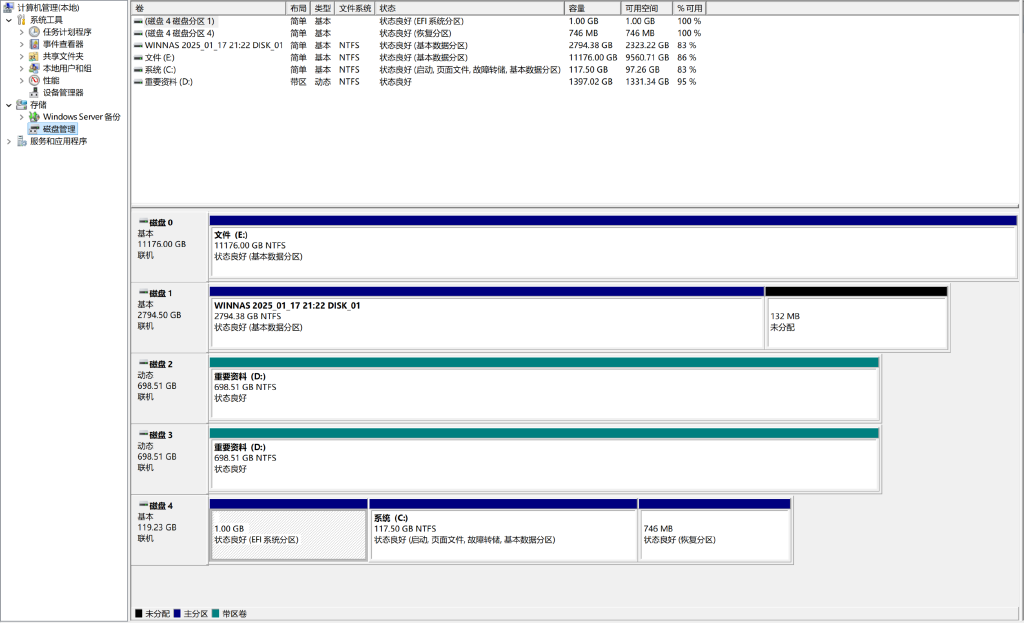 计算机管理(本地)
系统工具
任务计划程序
事件查看器
共享文件夹
本地用户和组
性能
设备管理器
存储
Windows Server 备份
磁盘管理
服务和应用程序
卷 布局 类型 文件系统 状态 容量 可用空间 % 可用
(磁盘 4 磁盘分区 1) 简单 基本 状态良好 (EFI 系统分区) 1.00 GB 1.00 GB 100 %
(磁盘 4 磁盘分区 4) 简单 基本 状态良好 (恢复分区) 746 MB 746 MB 100 %
WINNAS 2025_01_17 21:22 DISK_01 简单 基本 NTFS 状态良好 (基本数据分区) 2794.38 GB 2323.22 GB 83 %
文件 (E:) 简单 基本 NTFS 状态良好 (基本数据分区) 11176.00 GB 9560.71 GB 86 %
系统 (C:) 简单 基本 NTFS 状态良好 (启动, 页面文件, 故障转储, 基本数据分区) 117.50 GB 97.26 GB 83 %
重要资料 (D:) 带区 动态 NTFS 状态良好 1397.02 GB 1331.34 GB 95 %
磁盘 0
基本
11176.00 GB
联机
文件 (E:)
11176.00 GB NTFS
状态良好 (基本数据分区)
磁盘 1
基本
2794.50 GB
联机
WINNAS 2025_01_17 21:22 DISK_01
2794.38 GB NTFS
状态良好 (基本数据分区)
132 MB
未分配
磁盘 2
动态
698.51 GB
联机
重要资料 (D:)
698.51 GB NTFS
状态良好
磁盘 3
动态
698.51 GB
联机
重要资料 (D:)
698.51 GB NTFS
状态良好
磁盘 4
基本
119.23 GB
联机
1.00 GB
状态良好 (EFI 系统分区)
系统 (C:)
117.50 GB NTFS
状态良好 (启动, 页面文件, 故障转储, 基本数据分区)
746 MB
状态良好 (恢复分区)
未分配 主分区 带区卷